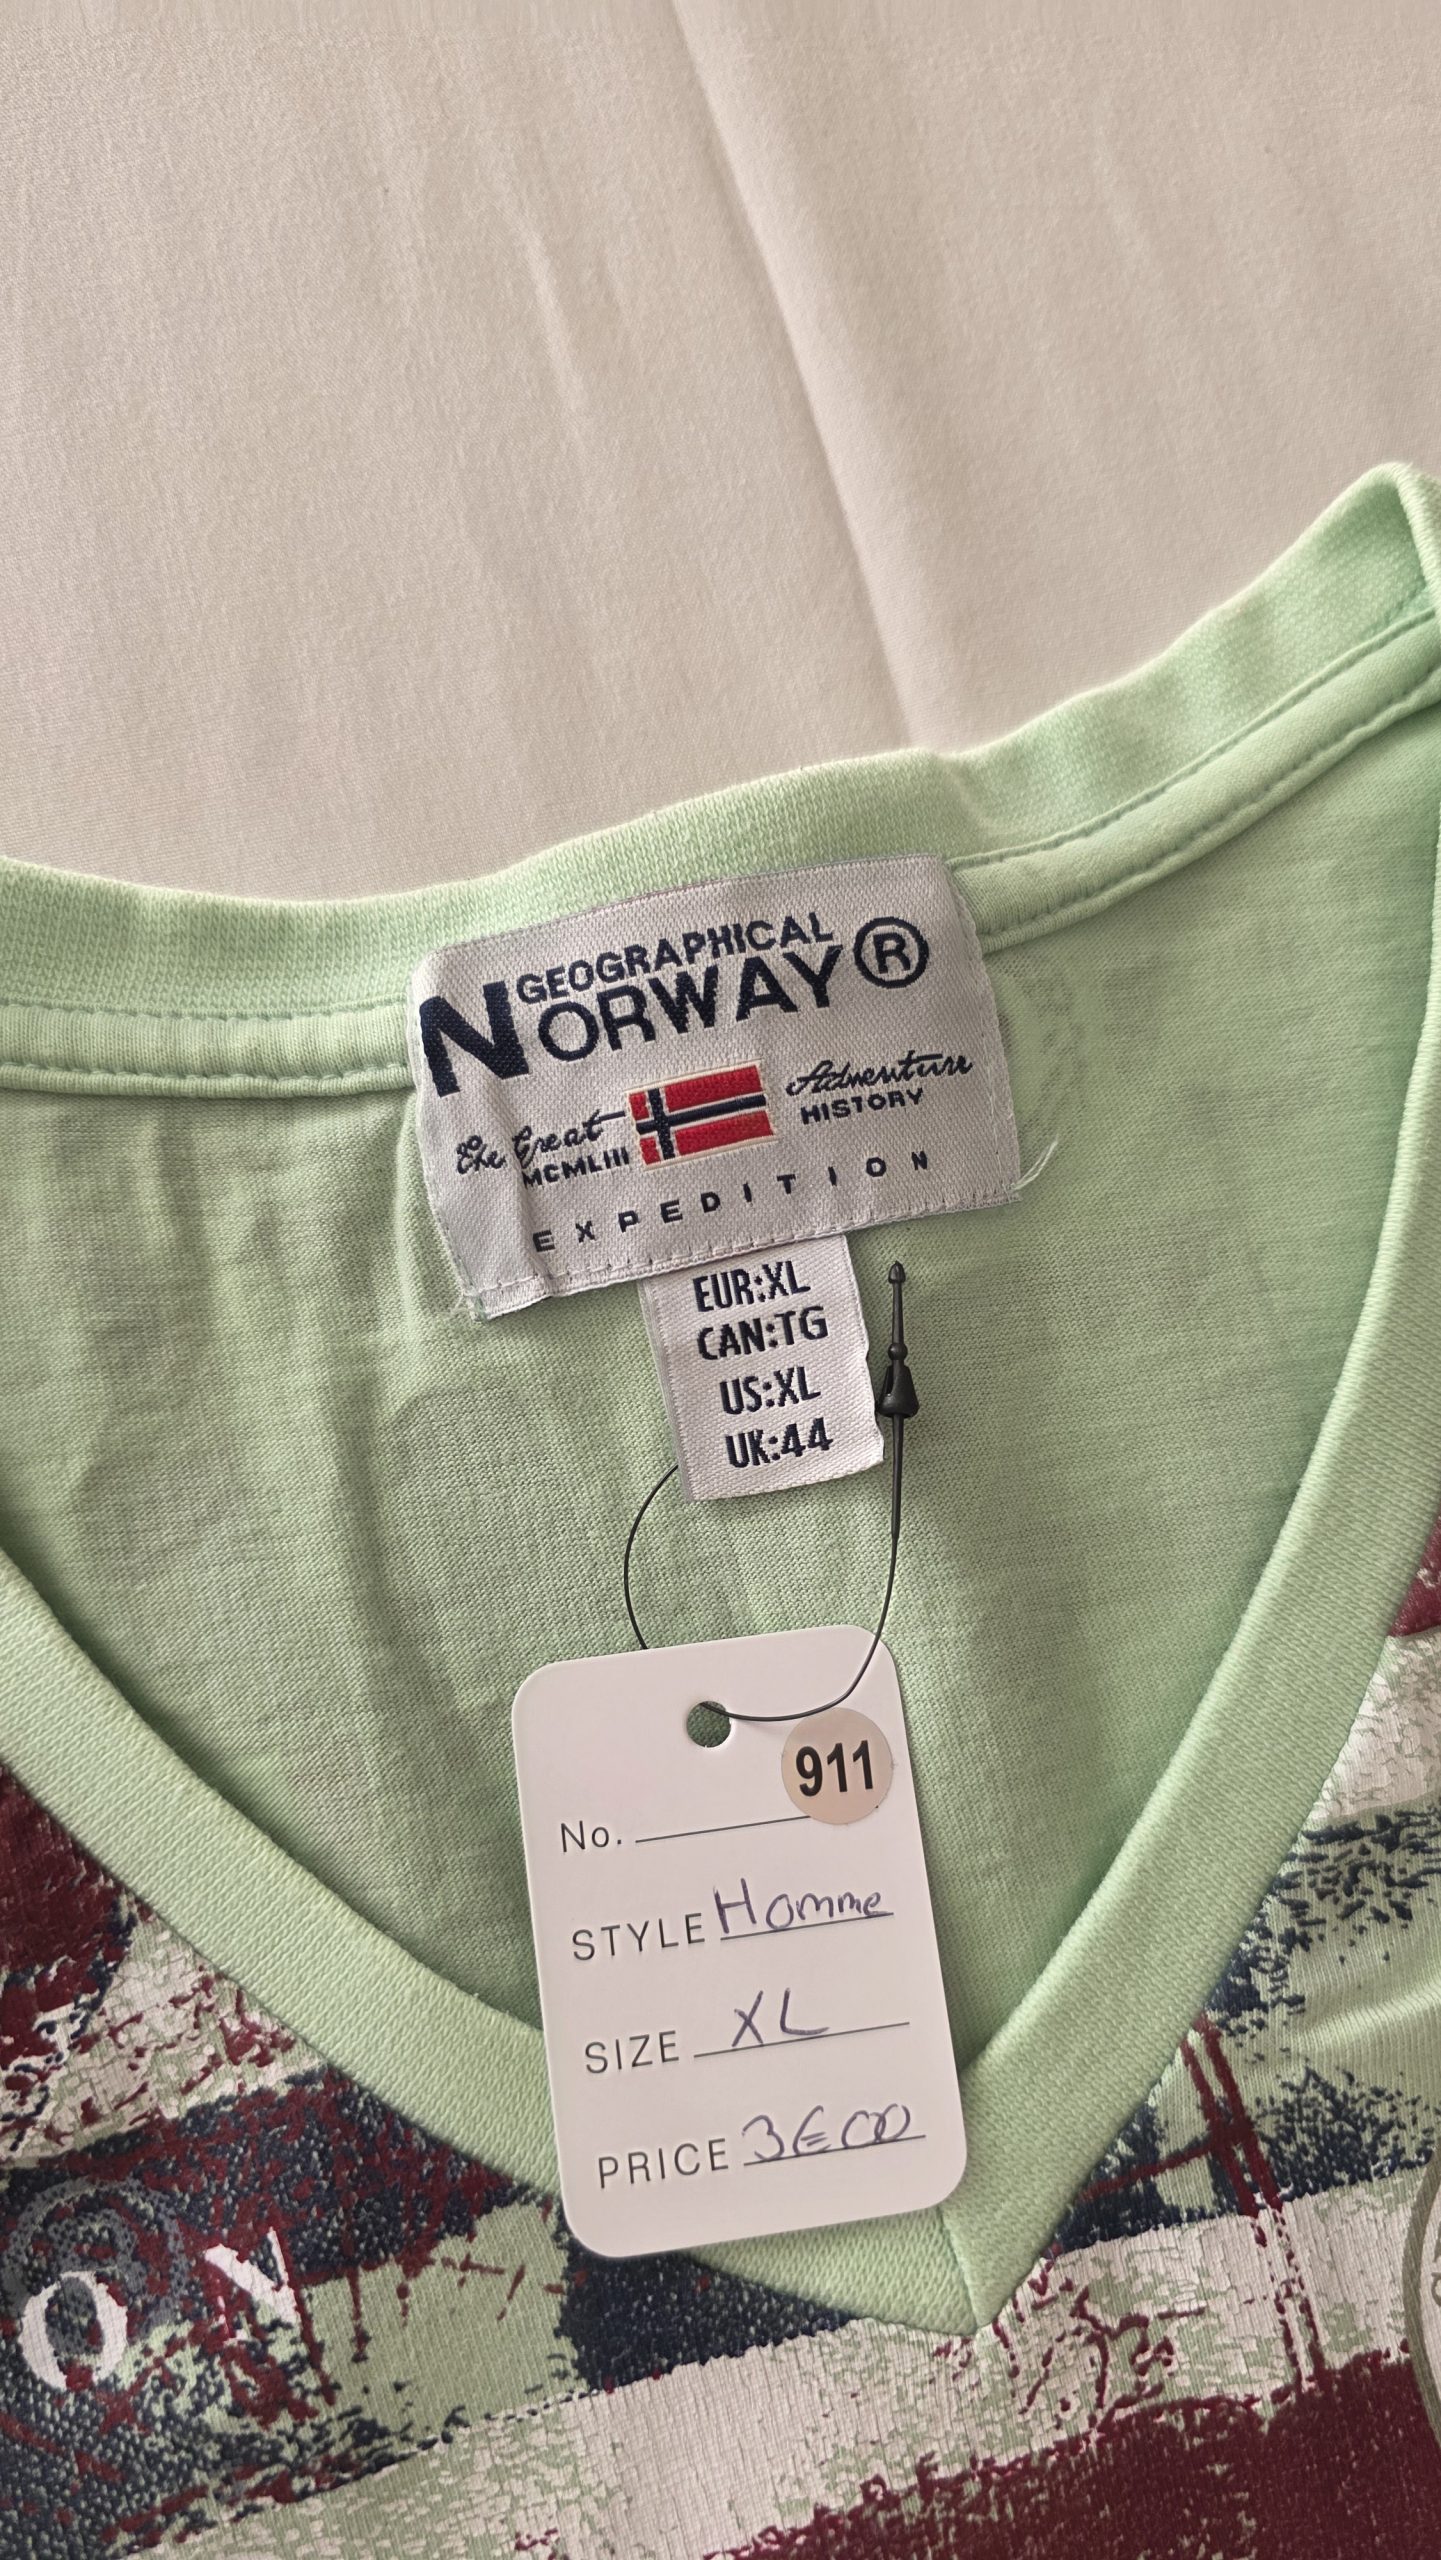 GEOGRAPHICAL
NORWAY ®
The Great Adventure
MCMLIII HISTORY
EXPEDITION
EUR:XL
CAN:TG
US:XL
UK:44
911
No.
STYLE Homme
SIZE XL
PRICE 3€00
ON